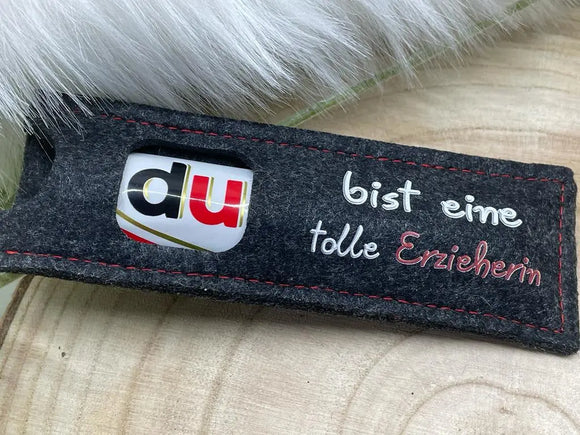 du
bist eine
tolle Erzieherin